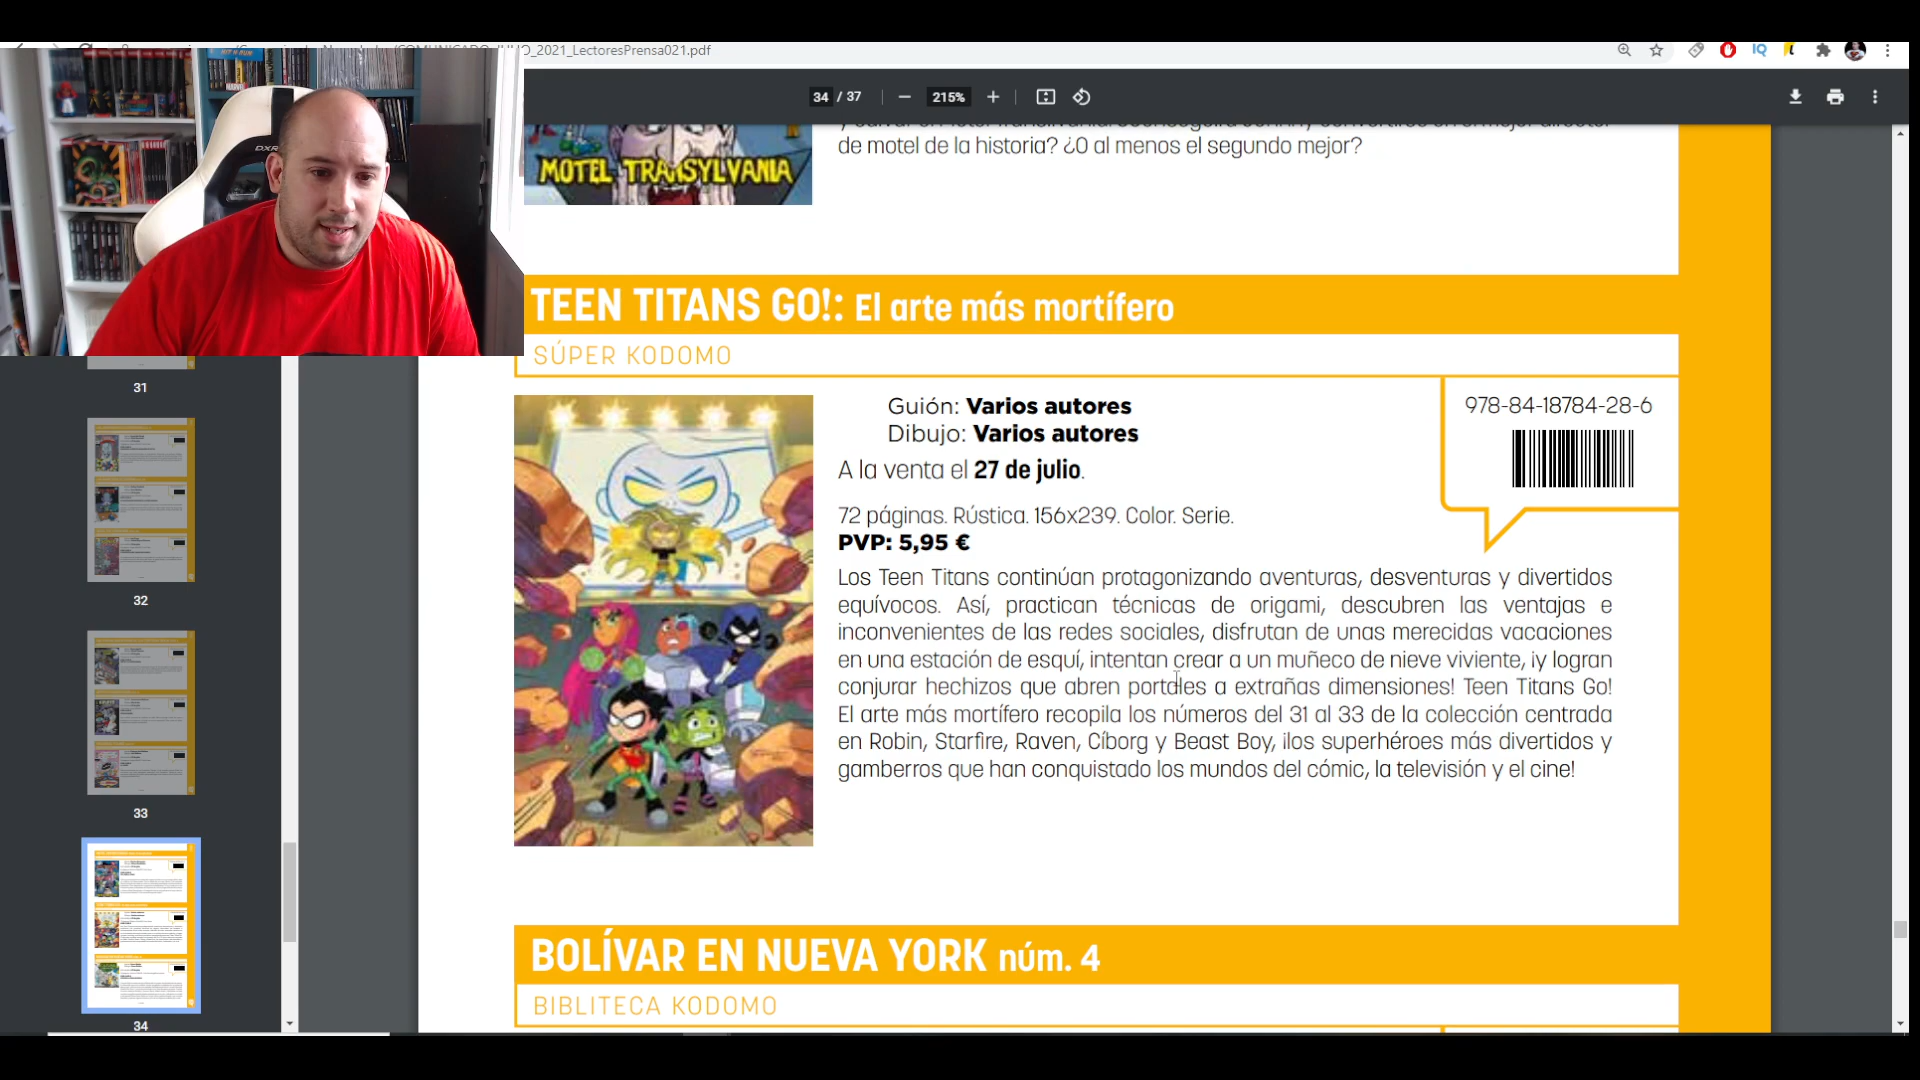 _2021_LectoresPrensa021.pdf
34 / 37
215%
DXR
MOTEL TRANSYLVANIA
de motel de la historia? ¿O al menos el segundo mejor?
TEEN TITANS GO!: El arte más mortífero
SÚPER KODOMO
978-84-18784-28-6
Guión: Varios autores
Dibujo: Varios autores
A la venta el 27 de julio.
72 páginas. Rústica. 156x239. Color. Serie.
PVP: 5,95 €
Los Teen Titans continúan protagonizando aventuras, desventuras y divertidos
equívocos. Así, practican técnicas de origami, descubren las ventajas e
inconvenientes de las redes sociales, disfrutan de unas merecidas vacaciones
en una estación de esquí, intentan crear a un muñeco de nieve viviente, ¡y logran
conjurar hechizos que abren portales a extrañas dimensiones! Teen Titans Go!
El arte más mortífero recopila los números del 31 al 33 de la colección centrada
en Robin, Starfire, Raven, Cíborg y Beast Boy, ¡los superhéroes más divertidos y
gamberros que han conquistado los mundos del cómic, la televisión y el cine!
BOLÍVAR EN NUEVA YORK núm. 4
BIBLITECA KODOMO
31
32
33
34